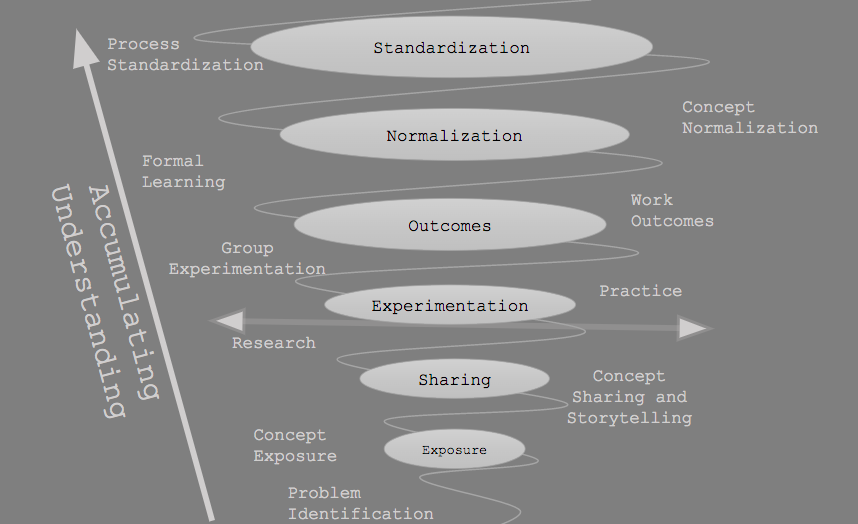 Process
Standardization
Standardization
Concept
Normalization
Normalization
Formal
Learning
Work
Outcomes
Outcomes
Accumulating
Understanding
Group
Experimentation
Practice
Experimentation
Research
Sharing
Concept
Sharing and
Storytelling
Concept
Exposure
Exposure
Problem
Identification